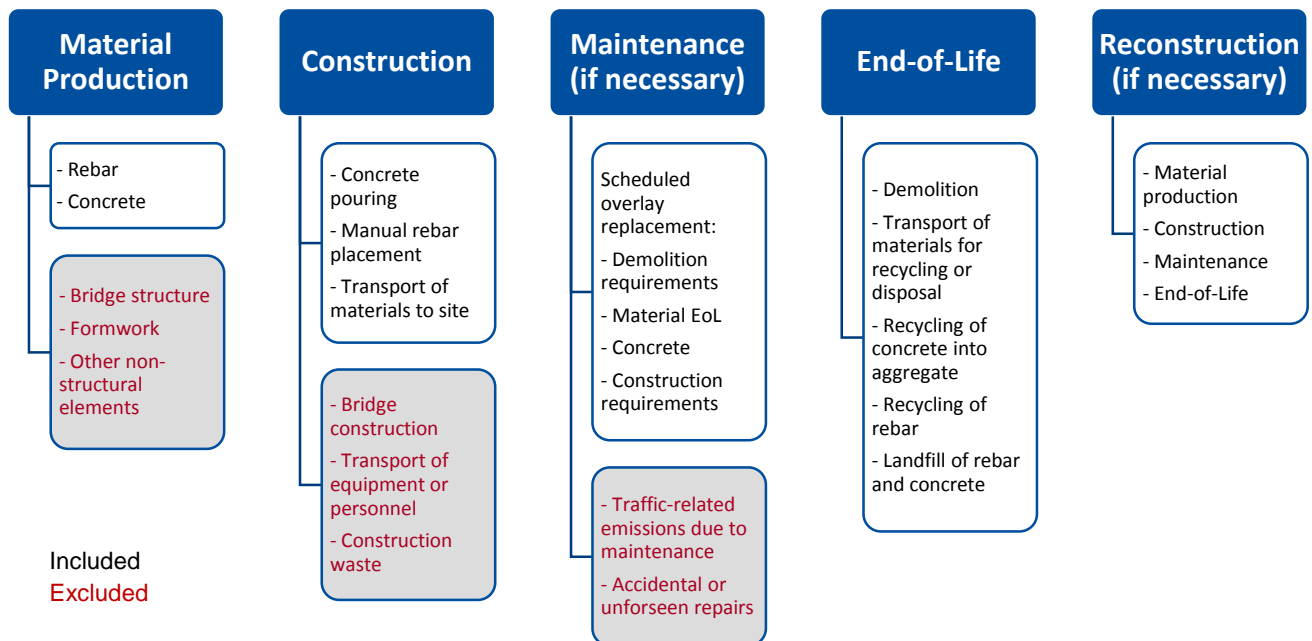 Material
Production
- Rebar
- Concrete
- Bridge structure
- Formwork
- Other non-
structural
elements
Construction
- Concrete
pouring
- Manual rebar
placement
- Transport of
materials to site
- Bridge
construction
- Transport of
equipment or
personnel
- Construction
waste
Maintenance
(if necessary)
Scheduled
overlay
replacement:
- Demolition
requirements
- Material EoL
- Concrete
- Construction
requirements
- Traffic-related
emissions due to
maintenance
- Accidental or
unforseen repairs
End-of-Life
- Demolition
- Transport of
materials for
recycling or
disposal
- Recycling of
concrete into
aggregate
- Recycling of
rebar
- Landfill of rebar
and concrete
Reconstruction
(if necessary)
- Material
production
- Construction
- Maintenance
- End-of-Life
Included
Excluded